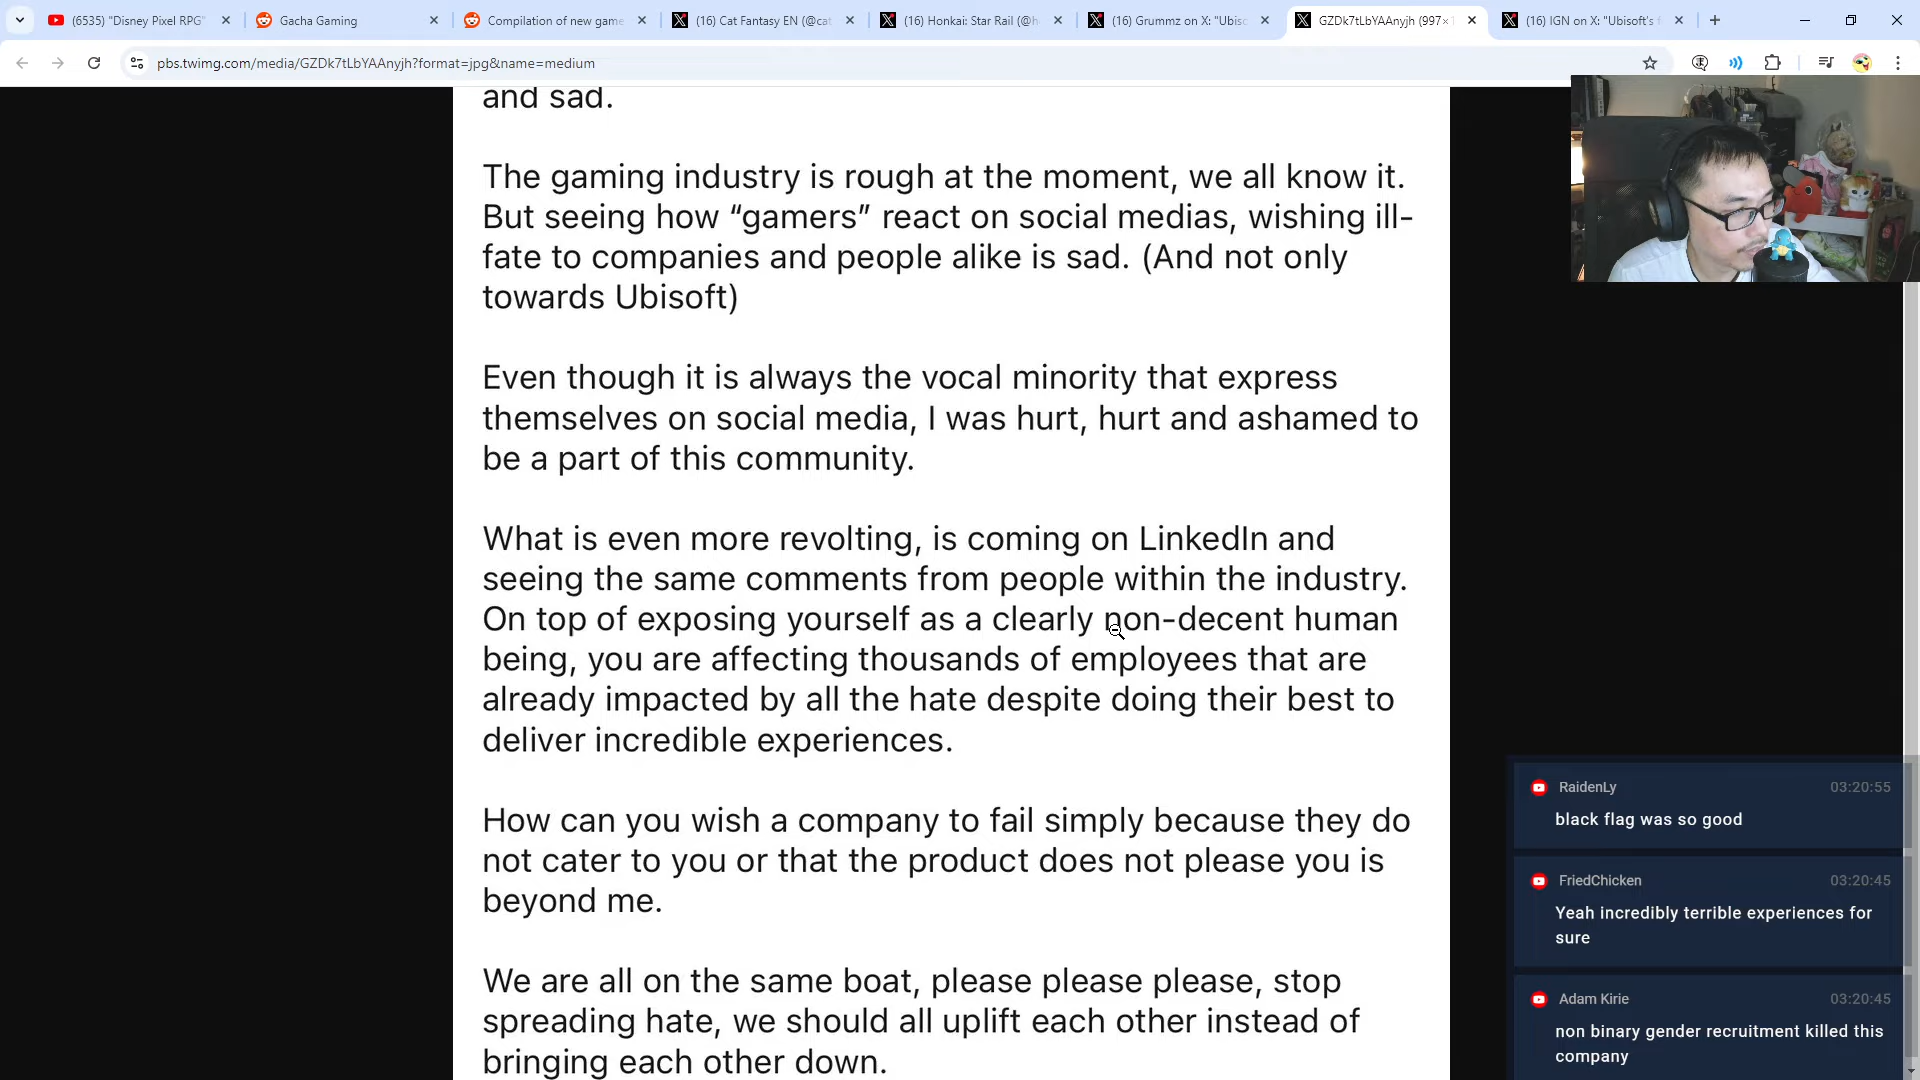 (6535) "Disney Pixel RPG"
Gacha Gaming
Compilation of new game
(16) Cat Fantasy EN (@cat
(16) Honkai: Star Rail (@h
(16) Grummz on X: "Ubiso
GZDk7tLbYAAnyjh (997×
(16) IGN on X: "Ubisoft's f
pbs.twimg.com/media/GZDk7tLbYAAnyjh?format=jpg&name=medium
and sad.
The gaming industry is rough at the moment, we all know it.
But seeing how “gamers” react on social medias, wishing ill-
fate to companies and people alike is sad. (And not only
towards Ubisoft)
Even though it is always the vocal minority that express
themselves on social media, I was hurt, hurt and ashamed to
be a part of this community.
What is even more revolting, is coming on LinkedIn and
seeing the same comments from people within the industry.
On top of exposing yourself as a clearly non-decent human
being, you are affecting thousands of employees that are
already impacted by all the hate despite doing their best to
deliver incredible experiences.
How can you wish a company to fail simply because they do
not cater to you or that the product does not please you is
beyond me.
We are all on the same boat, please please please, stop
spreading hate, we should all uplift each other instead of
bringing each other down.
RaidenLy 03:20:55
black flag was so good
FriedChicken 03:20:45
Yeah incredibly terrible experiences for
sure
Adam Kirie 03:20:45
non binary gender recruitment killed this
company